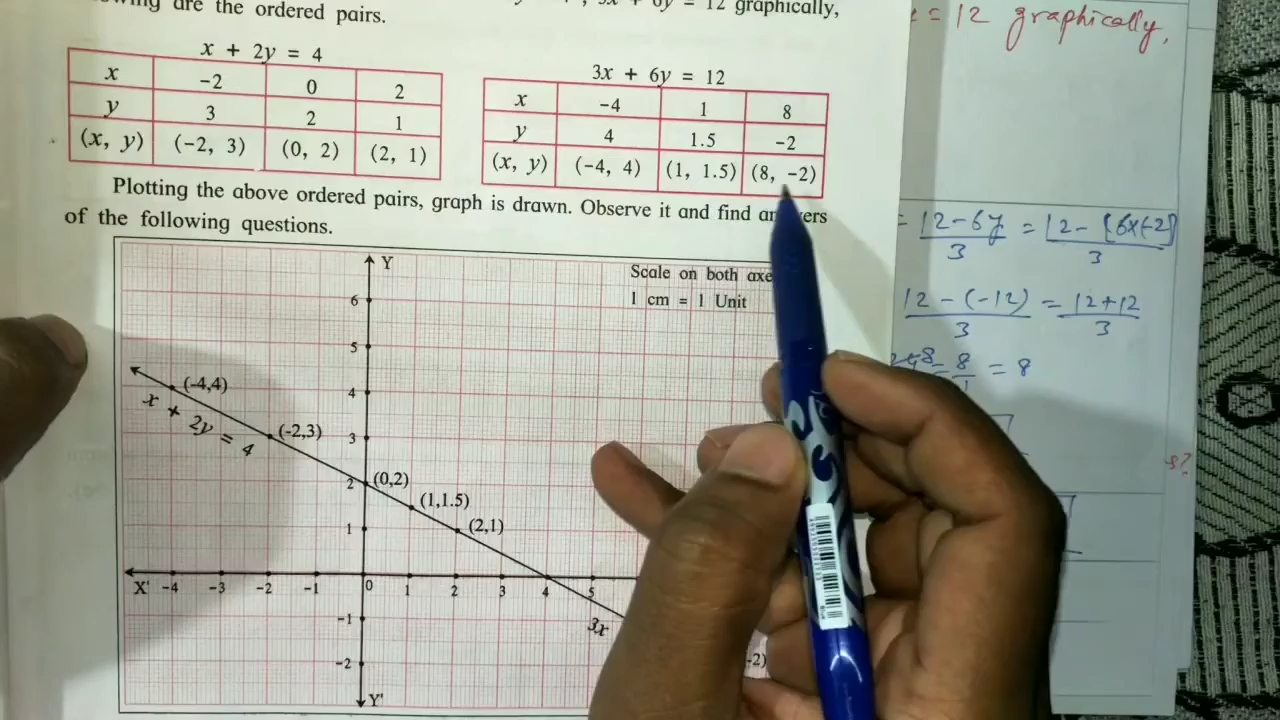 are the ordered pairs.
= 12 graphically,
= 12 graphically,
x + 2y = 4
x -2 0 2
y 3 2 1
(x, y) (-2, 3) (0, 2) (2, 1)
3x + 6y = 12
x -4 1 8
y 4 1.5 -2
(x, y) (-4, 4) (1, 1.5) (8, -2)
Plotting the above ordered pairs, graph is drawn. Observe it and find
of the following questions.
Y
Scale on both
1 cm = 1 Unit
6
5
4
3
2
1
(-4,4)
x + 2y = 4
(-2,3)
(0,2)
(1,1.5)
(2,1)
X' -4 -3 -2 -1 0 1 2 3 4 5
3x
-1
-2
-2)
Y'
= 12-6y/3 = 12-[6x(-2]/3
12-(-12)/3 = 12+12/3
= 8/1 = 8
s?